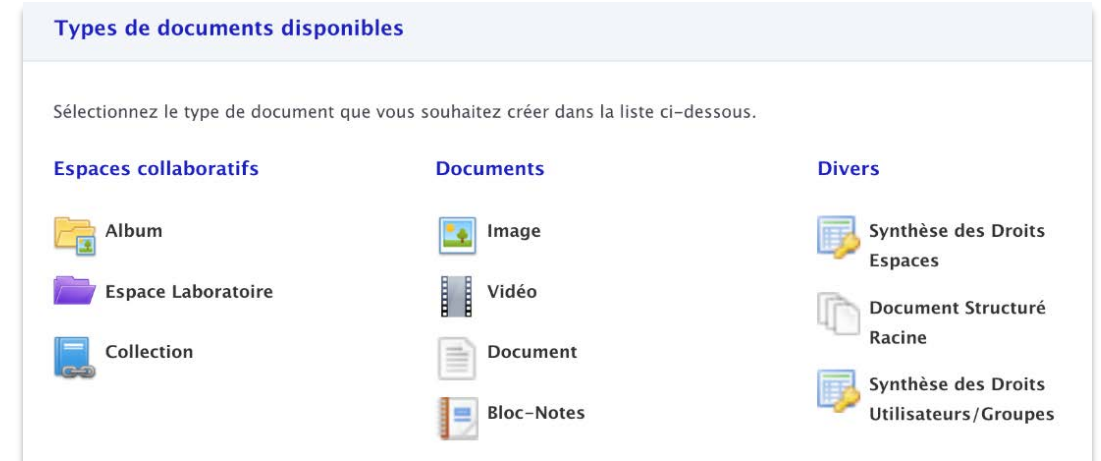 Types de documents disponibles
Sélectionnez le type de document que vous souhaitez créer dans la liste ci-dessous.
Espaces collaboratifs
Album
Espace Laboratoire
Collection
Documents
Image
Vidéo
Document
Bloc-Notes
Divers
Synthèse des Droits
Espaces
Document Structuré
Racine
Synthèse des Droits
Utilisateurs/Groupes